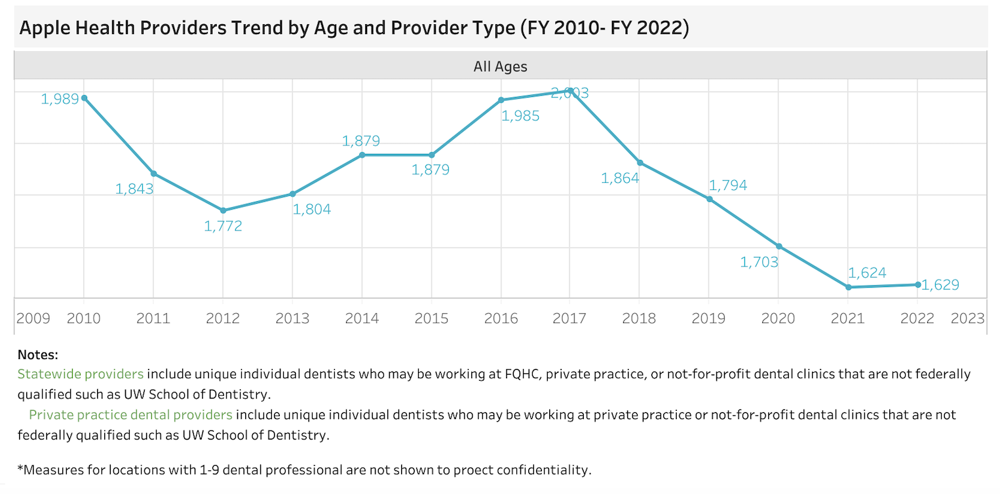 Apple Health Providers Trend by Age and Provider Type (FY 2010- FY 2022)
All Ages
1,989
1,843
1,772
1,804
1,879
1,879
1,985
2,003
1,864
1,794
1,703
1,624
1,629
2009 2010 2011 2012 2013 2014 2015 2016 2017 2018 2019 2020 2021 2022 2023
Notes:
Statewide providers include unique individual dentists who may be working at FQHC, private practice, or not-for-profit dental clinics that are not federally
qualified such as UW School of Dentistry.
Private practice dental providers include unique individual dentists who may be working at private practice or not-for-profit dental clinics that are not
federally qualified such as UW School of Dentistry.
*Measures for locations with 1-9 dental professional are not shown to proect confidentiality.